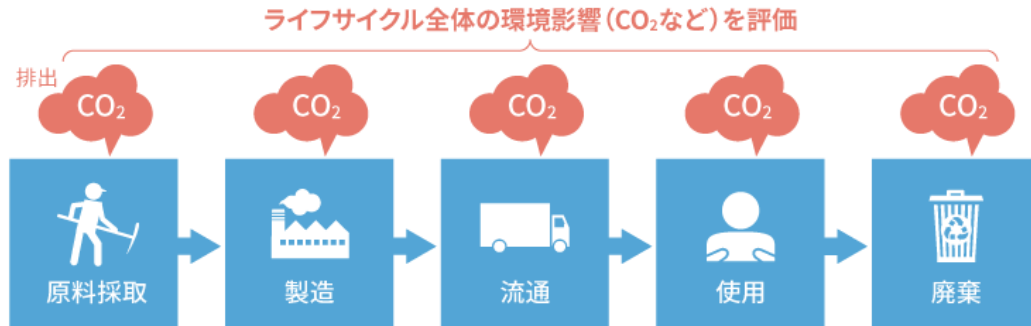 ライフサイクル全体の環境影響（CO₂など）を評価
排出
CO₂
CO₂
CO₂
CO₂
CO₂
原料採取
製造
流通
使用
廃棄